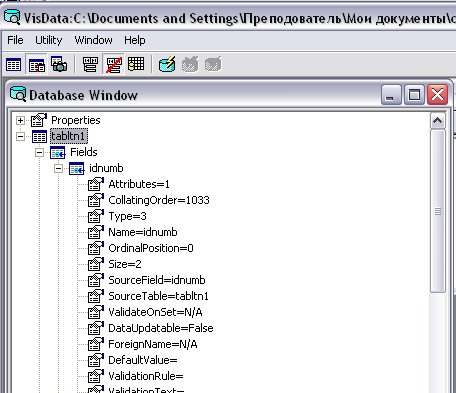 VisData:C:\Documents and Settings\Преподователь\Мои документы\
File Utility Window Help
Database Window
Properties
tabltn1
Fields
idnumb
Attributes=1
CollatingOrder=1033
Type=3
Name=idnumb
OrdinalPosition=0
Size=2
SourceField=idnumb
SourceTable=tabltn1
ValidateOnSet=N/A
DataUpdatable=False
ForeignName=N/A
DefaultValue=
ValidationRule=
ValidationText=